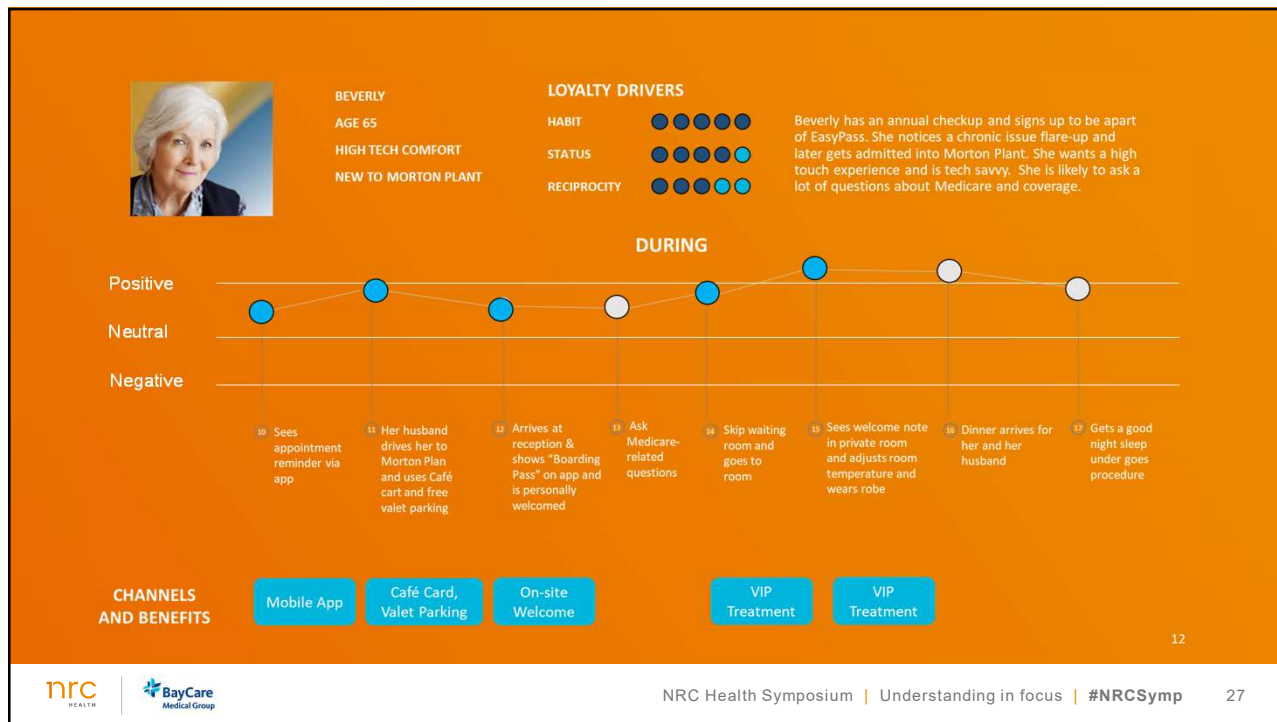 BEVERLY
AGE 65
HIGH TECH COMFORT
NEW TO MORTON PLANT
LOYALTY DRIVERS
HABIT
STATUS
RECIPROCITY
Beverly has an annual checkup and signs up to be apart
of EasyPass. She notices a chronic issue flare-up and
later gets admitted into Morton Plant. She wants a high
touch experience and is tech savvy. She is likely to ask a
lot of questions about Medicare and coverage.
DURING
Positive
Neutral
Negative
10 Sees
appointment
reminder via
app
11 Her husband
drives her to
Morton Plan
and uses Café
cart and free
valet parking
12 Arrives at
reception &
shows “Boarding
Pass” on app and
is personally
welcomed
13 Ask
Medicare-
related
questions
14 Skip waiting
room and
goes to
room
15 Sees welcome note
in private room
and adjusts room
temperature and
wears robe
16 Dinner arrives for
her and her
husband
17 Gets a good
night sleep
under goes
procedure
CHANNELS
AND BENEFITS
Mobile App
Café Card,
Valet Parking
On-site
Welcome
VIP
Treatment
VIP
Treatment
12
nrc
HEALTH
BayCare
Medical Group
NRC Health Symposium | Understanding in focus | #NRCSymp 27